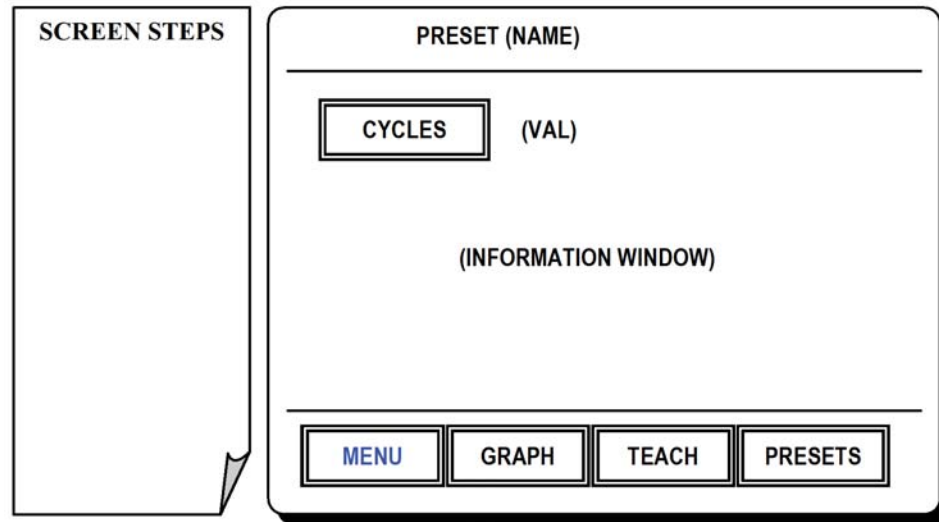 SCREEN STEPS
PRESET (NAME)
CYCLES (VAL)
(INFORMATION WINDOW)
MENU GRAPH TEACH PRESETS